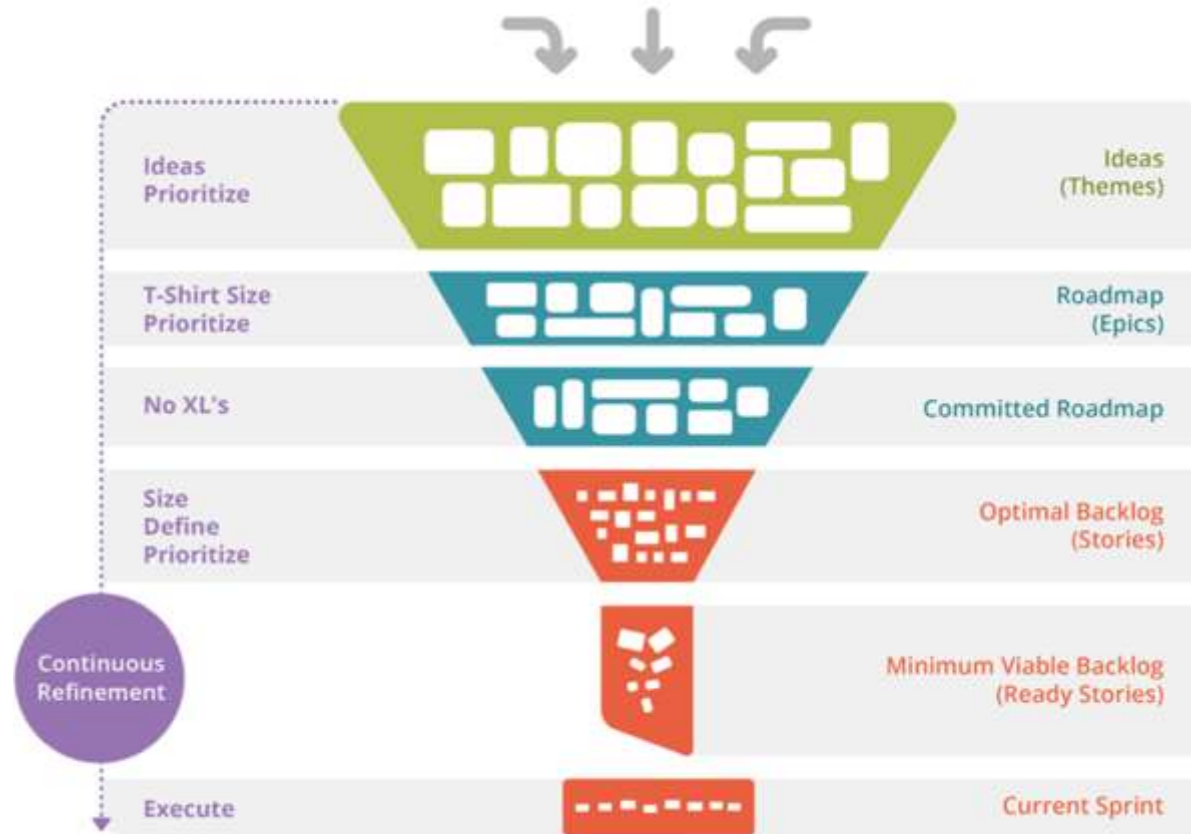 Ideas
Prioritize
Ideas
(Themes)
T-Shirt Size
Prioritize
Roadmap
(Epics)
No XL's
Committed Roadmap
Size
Define
Prioritize
Optimal Backlog
(Stories)
Continuous
Refinement
Minimum Viable Backlog
(Ready Stories)
Execute
Current Sprint